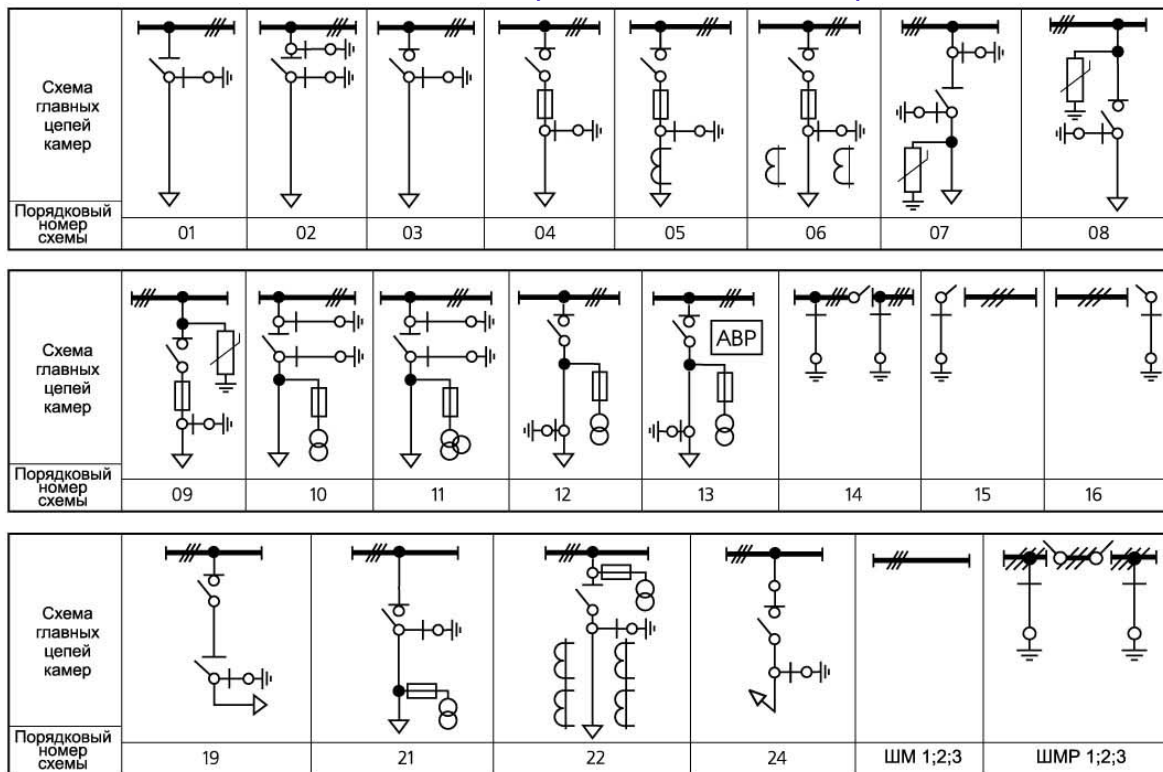 Схема
главных
цепей
камер
Порядковый
номер
схемы
01 02 03 04 05 06 07 08
Схема
главных
цепей
камер
АВР
Порядковый
номер
схемы
09 10 11 12 13 14 15 16
Схема
главных
цепей
камер
Порядковый
номер
схемы
19 21 22 24 ШМ 1;2;3 ШМР 1;2;3